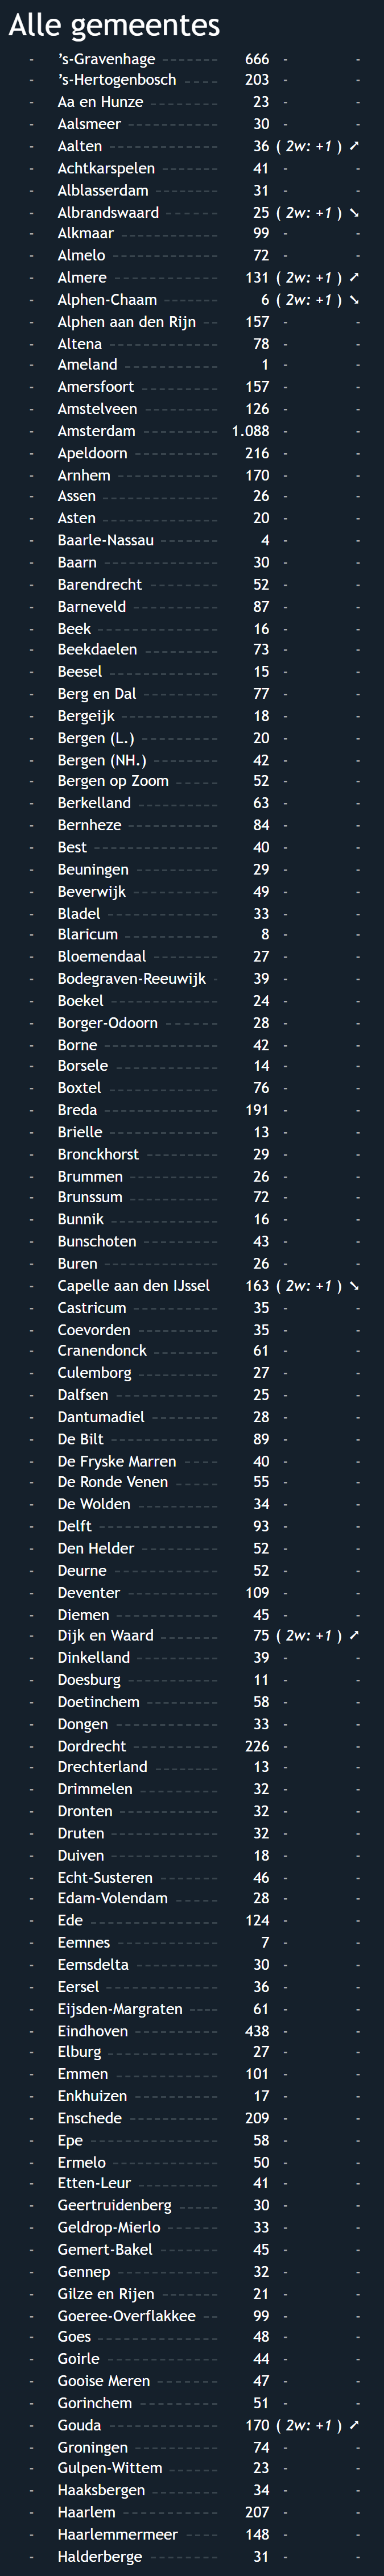 Alle gemeentes
- ’s-Gravenhage 666 - -
- ’s-Hertogenbosch 203 - -
- Aa en Hunze 23 - -
- Aalsmeer 30 - -
- Aalten 36 ( 2w: +1 ) ➚
- Achtkarspelen 41 - -
- Alblasserdam 31 - -
- Albrandswaard 25 ( 2w: +1 ) ➘
- Alkmaar 99 - -
- Almelo 72 - -
- Almere 131 ( 2w: +1 ) ➚
- Alphen-Chaam 6 ( 2w: +1 ) ➘
- Alphen aan den Rijn 157 - -
- Altena 78 - -
- Ameland 1 - -
- Amersfoort 157 - -
- Amstelveen 126 - -
- Amsterdam 1.088 - -
- Apeldoorn 216 - -
- Arnhem 170 - -
- Assen 26 - -
- Asten 20 - -
- Baarle-Nassau 4 - -
- Baarn 30 - -
- Barendrecht 52 - -
- Barneveld 87 - -
- Beek 16 - -
- Beekdaelen 73 - -
- Beesel 15 - -
- Berg en Dal 77 - -
- Bergeijk 18 - -
- Bergen (L.) 20 - -
- Bergen (NH.) 42 - -
- Bergen op Zoom 52 - -
- Berkelland 63 - -
- Bernheze 84 - -
- Best 40 - -
- Beuningen 29 - -
- Beverwijk 49 - -
- Bladel 33 - -
- Blaricum 8 - -
- Bloemendaal 27 - -
- Bodegraven-Reeuwijk 39 - -
- Boekel 24 - -
- Borger-Odoorn 28 - -
- Borne 42 - -
- Borsele 14 - -
- Boxtel 76 - -
- Breda 191 - -
- Brielle 13 - -
- Bronckhorst 29 - -
- Brummen 26 - -
- Brunssum 72 - -
- Bunnik 16 - -
- Bunschoten 43 - -
- Buren 26 - -
- Capelle aan den IJssel 163 ( 2w: +1 ) ➘
- Castricum 35 - -
- Coevorden 35 - -
- Cranendonck 61 - -
- Culemborg 27 - -
- Dalfsen 25 - -
- Dantumadiel 28 - -
- De Bilt 89 - -
- De Fryske Marren 40 - -
- De Ronde Venen 55 - -
- De Wolden 34 - -
- Delft 93 - -
- Den Helder 52 - -
- Deurne 52 - -
- Deventer 109 - -
- Diemen 45 - -
- Dijk en Waard 75 ( 2w: +1 ) ➚
- Dinkelland 39 - -
- Doesburg 11 - -
- Doetinchem 58 - -
- Dongen 33 - -
- Dordrecht 226 - -
- Drechterland 13 - -
- Drimmelen 32 - -
- Dronten 32 - -
- Druten 32 - -
- Duiven 18 - -
- Echt-Susteren 46 - -
- Edam-Volendam 28 - -
- Ede 124 - -
- Eemnes 7 - -
- Eemsdelta 30 - -
- Eersel 36 - -
- Eijsden-Margraten 61 - -
- Eindhoven 438 - -
- Elburg 27 - -
- Emmen 101 - -
- Enkhuizen 17 - -
- Enschede 209 - -
- Epe 58 - -
- Ermelo 50 - -
- Etten-Leur 41 - -
- Geertruidenberg 30 - -
- Geldrop-Mierlo 33 - -
- Gemert-Bakel 45 - -
- Gennep 32 - -
- Gilze en Rijen 21 - -
- Goeree-Overflakkee 99 - -
- Goes 48 - -
- Goirle 44 - -
- Gooise Meren 47 - -
- Gorinchem 51 - -
- Gouda 170 ( 2w: +1 ) ➚
- Groningen 74 - -
- Gulpen-Wittem 23 - -
- Haaksbergen 34 - -
- Haarlem 207 - -
- Haarlemmermeer 148 - -
- Halderberge 31 - -